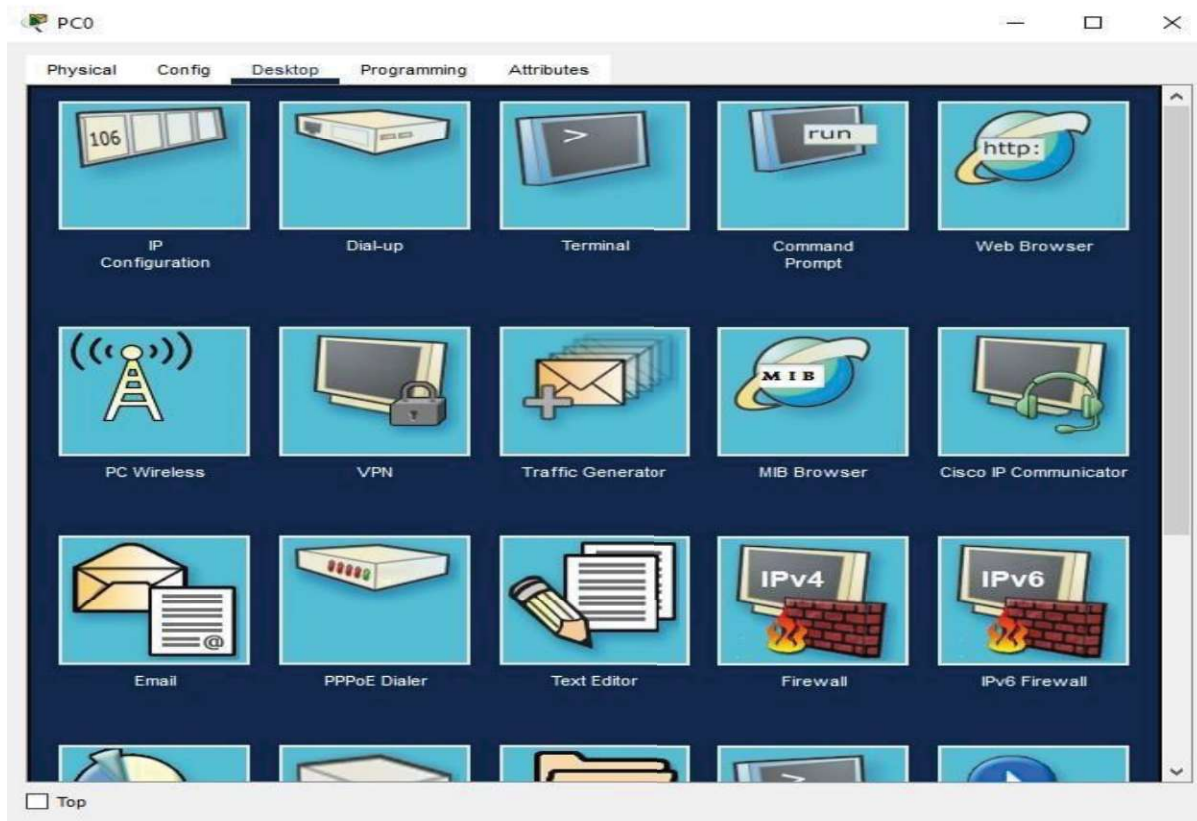 PC0
Physical Config Desktop Programming Attributes
106
run
http:
IP
Configuration
Dial-up
Terminal
Command
Prompt
Web Browser
MIB
PC Wireless
VPN
Traffic Generator
MIB Browser
Cisco IP Communicator
@
IPv4
IPv6
Email
PPPoE Dialer
Text Editor
Firewall
IPv6 Firewall
Top